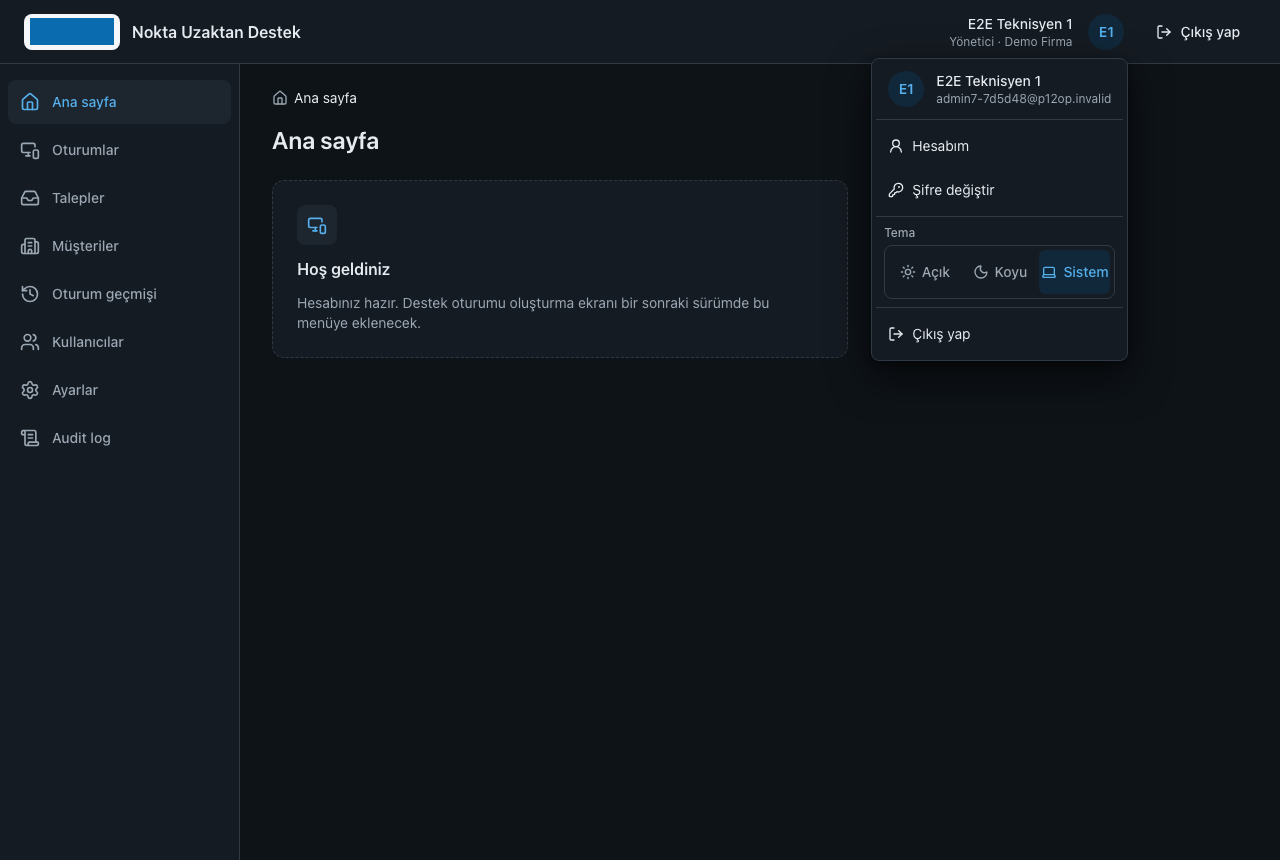 Nokta Uzaktan Destek
E2E Teknisyen 1
Yönetici · Demo Firma
E1
Çıkış yap
Ana sayfa
Oturumlar
Talepler
Müşteriler
Oturum geçmişi
Kullanıcılar
Ayarlar
Audit log
Ana sayfa
Ana sayfa
Hoş geldiniz
Hesabınız hazır. Destek oturumu oluşturma ekranı bir sonraki sürümde bu
menüye eklenecek.
E1
E2E Teknisyen 1
admin7-7d5d48@p12op.invalid
Hesabım
Şifre değiştir
Tema
Açık
Koyu
Sistem
Çıkış yap